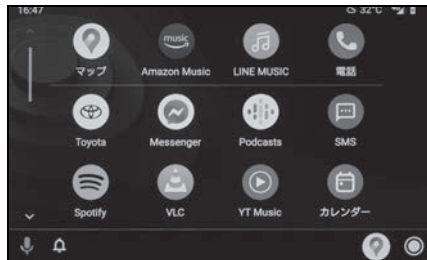 16:47 32°C
マップ Amazon Music LINE MUSIC 電話
Toyota Messenger Podcasts SMS
Spotify VLC YT Music カレンダー
music